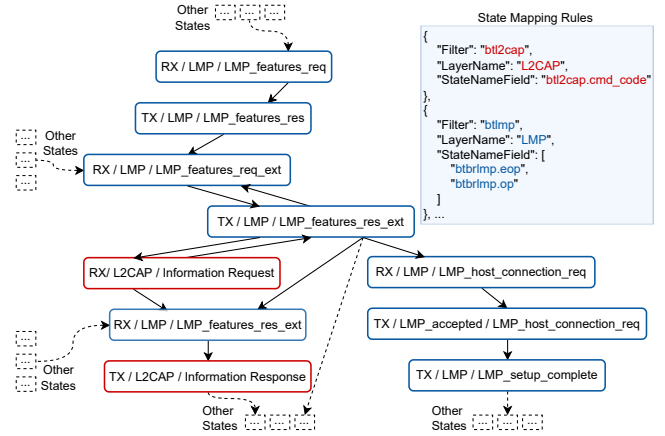 Other
States
...
...
...
State Mapping Rules
RX / LMP / LMP_features_req
TX / LMP / LMP_features_res
...
...
...
Other
States
RX / LMP / LMP_features_req_ext
TX / LMP / LMP_features_res_ext
{
"Filter": "btl2cap",
"LayerName": "L2CAP",
"StateNameField": "btl2cap.cmd_code"
},
{
"Filter": "btlmp",
"LayerName": "LMP",
"StateNameField": [
"btbrlmp.eop",
"btbrlmp.op"
]
}, ...
RX/ L2CAP / Information Request
RX / LMP / LMP_host_connection_req
RX / LMP / LMP_features_res_ext
TX / LMP_accepted / LMP_host_connection_req
...
...
...
Other
States
TX / L2CAP / Information Response
TX / LMP / LMP_setup_complete
Other
States
...
...
...
Other
States
...
...
...